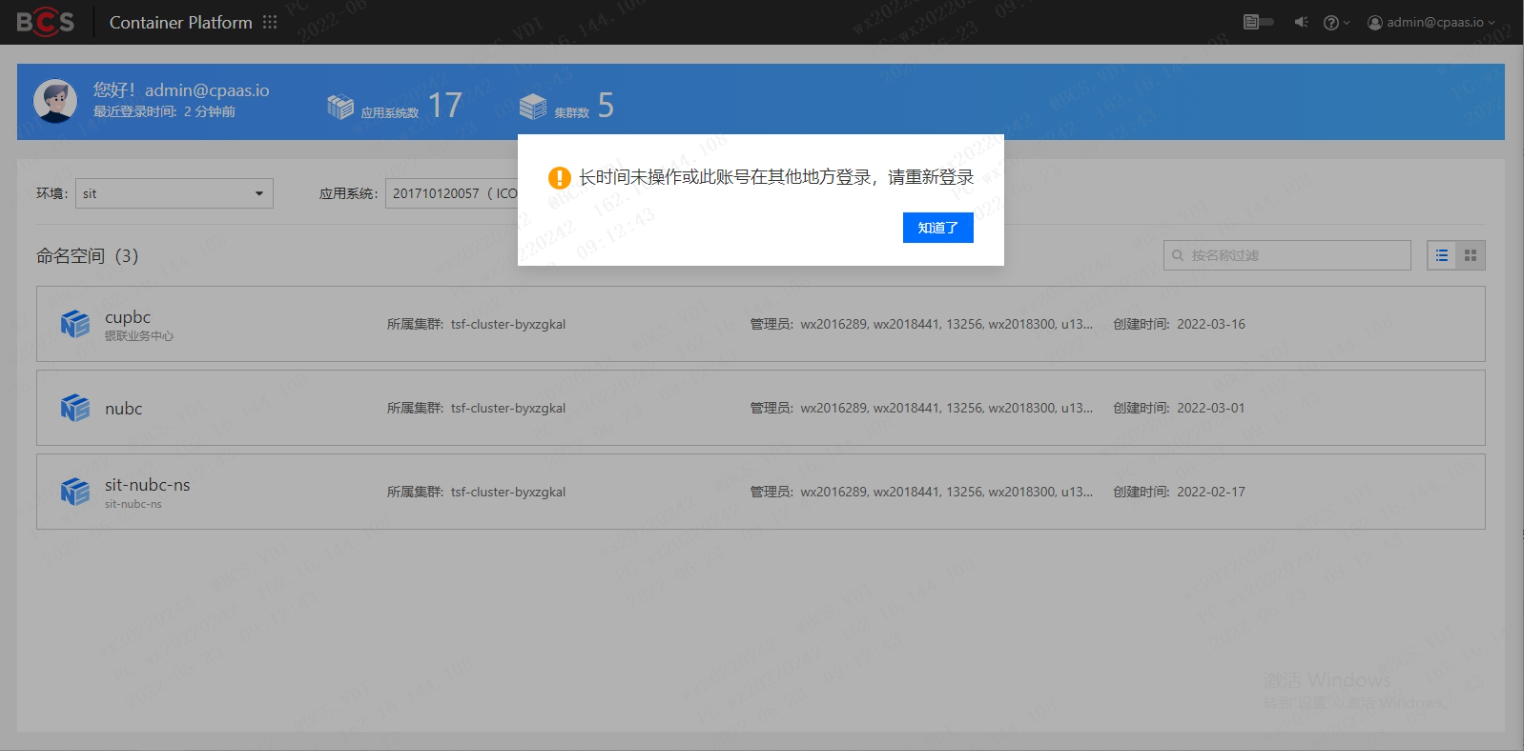 BCS Container Platform admin@cpaas.io
您好！admin@cpaas.io
最近登录时间: 2 分钟前
应用系统数 17 集群数 5
长时间未操作或此账号在其他地方登录，请重新登录
知道了
环境: sit 应用系统: 201710120057（ICO
命名空间（3） 按名称过滤
cupbc
银联业务中心
所属集群: tsf-cluster-byxzgkal 管理员: wx2016289, wx2018441, 13256, wx2018300, u13... 创建时间: 2022-03-16
nubc 所属集群: tsf-cluster-byxzgkal 管理员: wx2016289, wx2018441, 13256, wx2018300, u13... 创建时间: 2022-03-01
sit-nubc-ns
sit-nubc-ns
所属集群: tsf-cluster-byxzgkal 管理员: wx2016289, wx2018441, 13256, wx2018300, u13... 创建时间: 2022-02-17
激活 Windows
转到"设置"以激活 Windows。